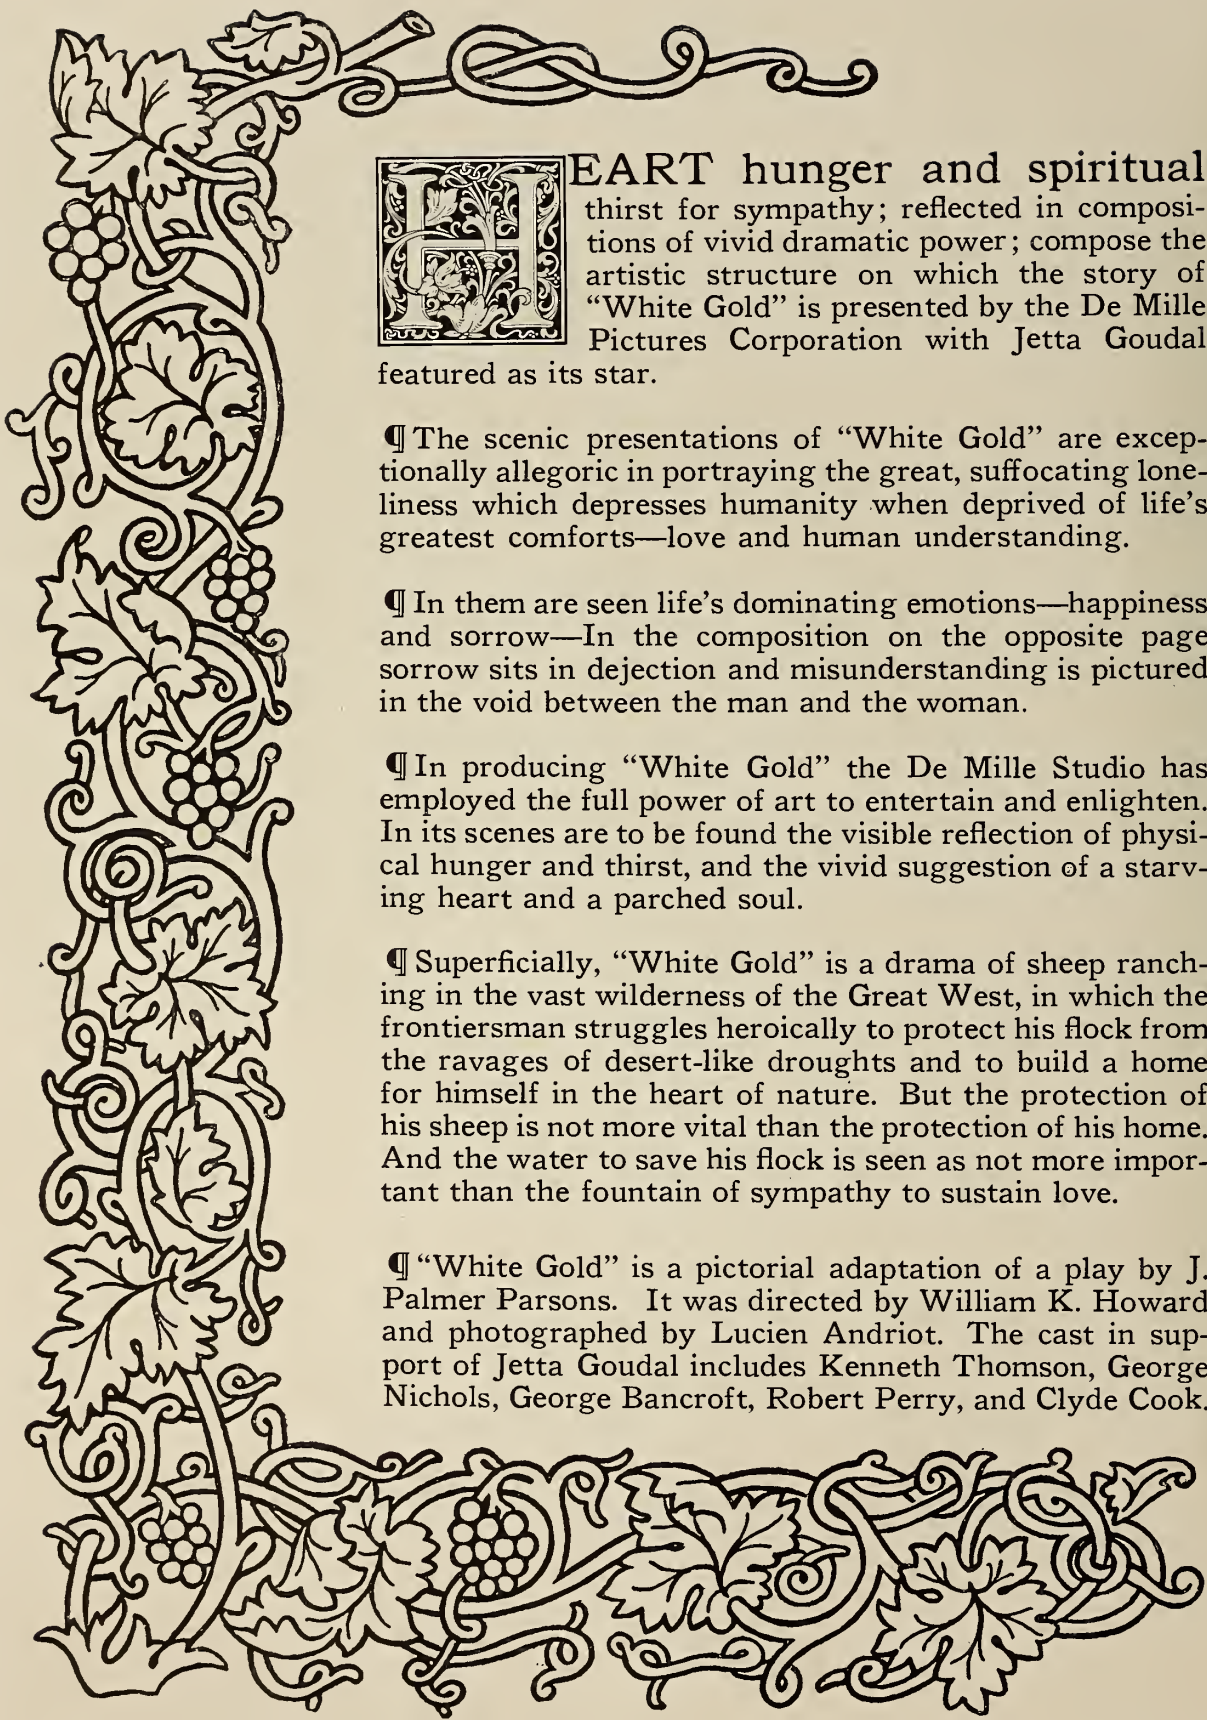 HEART hunger and spiritual
thirst for sympathy; reflected in composi-
tions of vivid dramatic power; compose the
artistic structure on which the story of
“White Gold” is presented by the De Mille
Pictures Corporation with Jetta Goudal
featured as its star.
¶ The scenic presentations of “White Gold” are excep-
tionally allegoric in portraying the great, suffocating lone-
liness which depresses humanity when deprived of life’s
greatest comforts—love and human understanding.
¶ In them are seen life’s dominating emotions—happiness
and sorrow—In the composition on the opposite page
sorrow sits in dejection and misunderstanding is pictured
in the void between the man and the woman.
¶ In producing “White Gold” the De Mille Studio has
employed the full power of art to entertain and enlighten.
In its scenes are to be found the visible reflection of physi-
cal hunger and thirst, and the vivid suggestion of a starv-
ing heart and a parched soul.
¶ Superficially, “White Gold” is a drama of sheep ranch-
ing in the vast wilderness of the Great West, in which the
frontiersman struggles heroically to protect his flock from
the ravages of desert-like droughts and to build a home
for himself in the heart of nature. But the protection of
his sheep is not more vital than the protection of his home.
And the water to save his flock is seen as not more impor-
tant than the fountain of sympathy to sustain love.
¶ “White Gold” is a pictorial adaptation of a play by J.
Palmer Parsons. It was directed by William K. Howard
and photographed by Lucien Andriot. The cast in sup-
port of Jetta Goudal includes Kenneth Thomson, George
Nichols, George Bancroft, Robert Perry, and Clyde Cook.